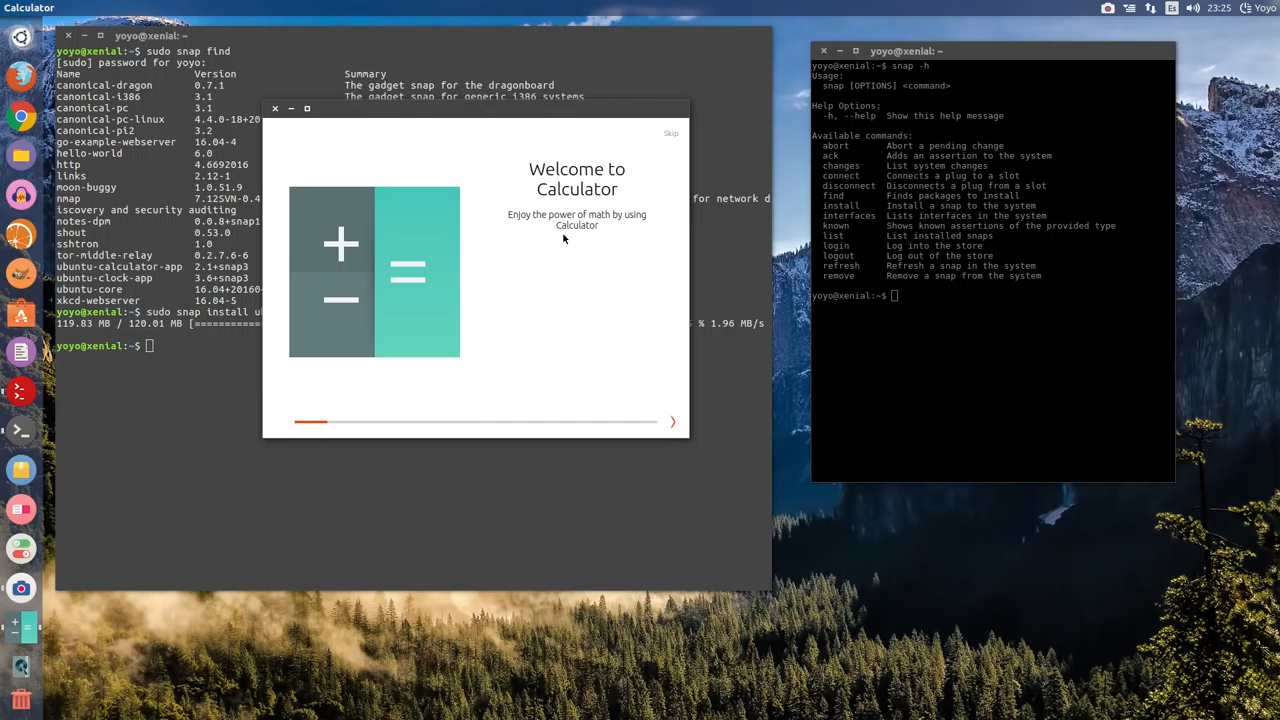 Calculator
Es
23:25
Yoyo
yoyo@xenial: ~
yoyo@xenial:~$ sudo snap find
[sudo] password for yoyo:
Name Version Summary
canonical-dragon 0.7.1 The gadget snap for the dragonboard
canonical-i386 3.1 The gadget snap for generic i386 systems
canonical-pc 3.1
canonical-pc-linux 4.4.0-18+20
canonical-pi2 3.2
go-example-webserver 16.04-4
hello-world 6.0
http 4.6692016
links 2.12-1
moon-buggy 1.0.51.9
nmap 7.12SVN-0.4 for network d
iscovery and security auditing
notes-dpm 0.0.8+snap1
shout 0.53.0
sshtron 1.0
tor-middle-relay 0.2.7.6-6
ubuntu-calculator-app 2.1+snap3
ubuntu-clock-app 3.6+snap3
ubuntu-core 16.04+20160
xkcd-webserver 16.04-5
yoyo@xenial:~$ sudo snap install u
119.83 MB / 120.01 MB [============ % 1.96 MB/s
yoyo@xenial:~$
Skip
Welcome to
Calculator
Enjoy the power of math by using
Calculator
yoyo@xenial: ~
yoyo@xenial:~$ snap -h
Usage:
snap [OPTIONS] <command>
Help Options:
-h, --help Show this help message
Available commands:
abort Abort a pending change
ack Adds an assertion to the system
changes List system changes
connect Connects a plug to a slot
disconnect Disconnects a plug from a slot
find Finds packages to install
install Install a snap to the system
interfaces Lists interfaces in the system
known Shows known assertions of the provided type
list List installed snaps
login Log into the store
logout Log out of the store
refresh Refresh a snap in the system
remove Remove a snap from the system
yoyo@xenial:~$